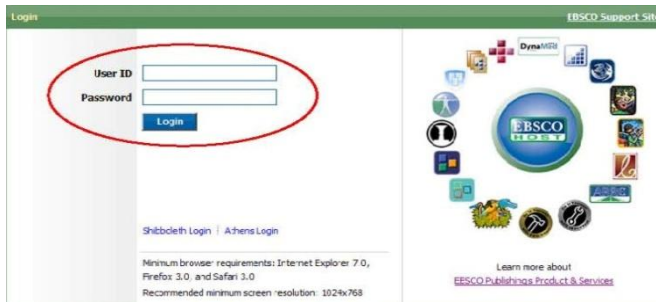 Login
EBSCO Support Site
User ID
Password
Login
DynaMed
EBSCO
HOST
Shibboleth Login | Athens Login
Minimum browser requirements: Internet Explorer 7.0,
Firefox 3.0, and Safari 3.0
Recommended minimum screen resolution: 1024x768
Learn more about
EBSCO Publishing's Product & Services